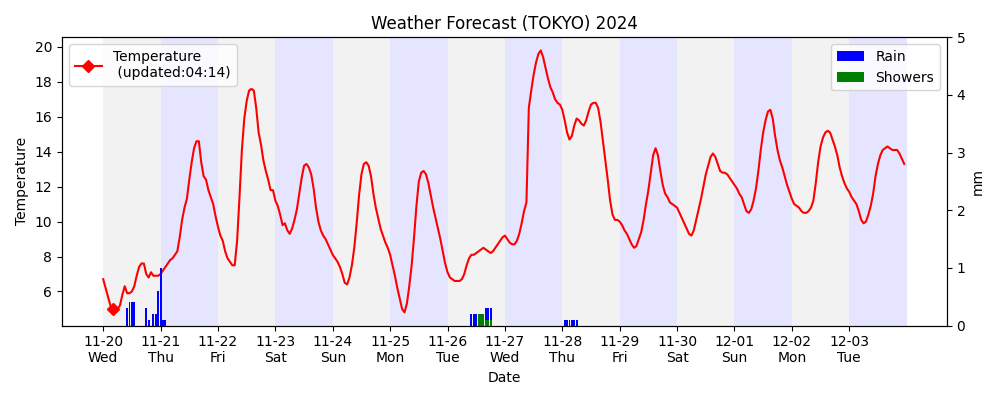 Weather Forecast (TOKYO) 2024
Temperature
(updated:04:14)
Rain
Showers
Temperature
20
18
16
14
12
10
8
6
5
4
3
2
1
0
mm
11-20 11-21 11-22 11-23 11-24 11-25 11-26 11-27 11-28 11-29 11-30 12-01 12-02 12-03
Wed Thu Fri Sat Sun Mon Tue Wed Thu Fri Sat Sun Mon Tue
Date